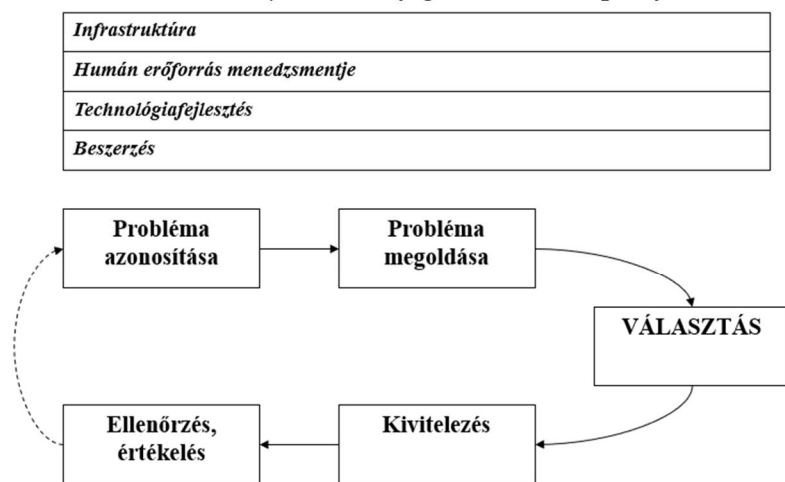 Infrastruktúra
Humán erőforrás menedzsmentje
Technológiafejlesztés
Beszerzés
Probléma
azonosítása
Probléma
megoldása
VÁLASZTÁS
Ellenőrzés,
értékelés
Kivitelezés